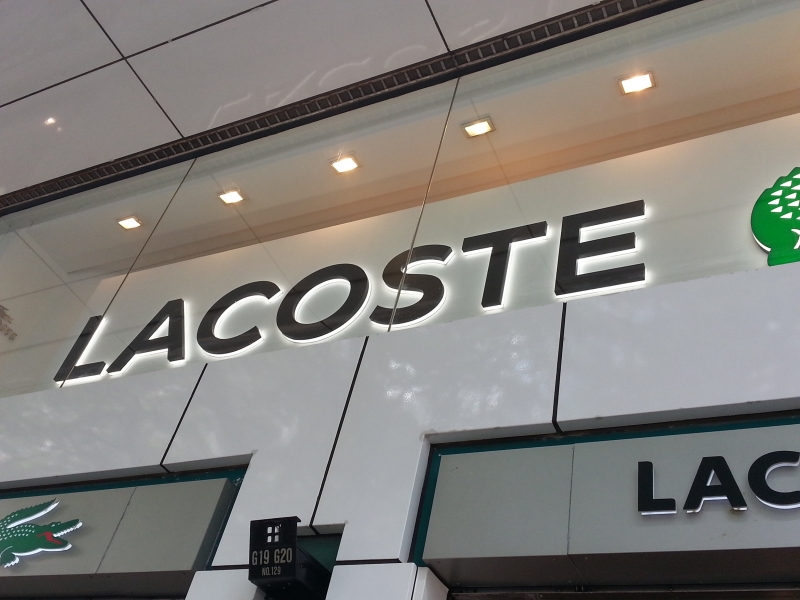 LACOSTE
LAC
G19 G20
NO.129